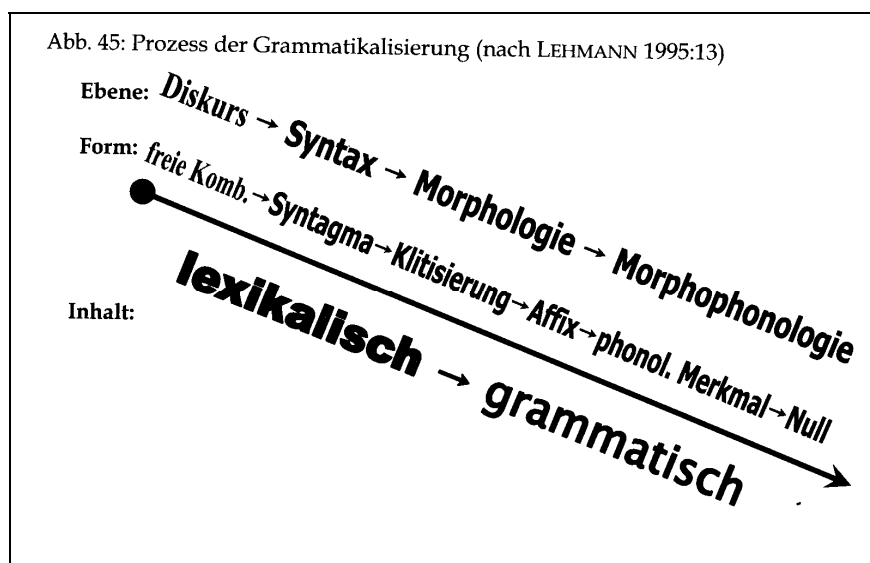 Abb. 45: Prozess der Grammatikalisierung (nach LEHMANN 1995:13)
Ebene: Diskurs → Syntax → Morphologie → Morphophonologie
Form: freie Komb.→Syntagma→Klitisierung→Affix→phonol. Merkmal→Null
Inhalt: lexikalisch → grammatisch